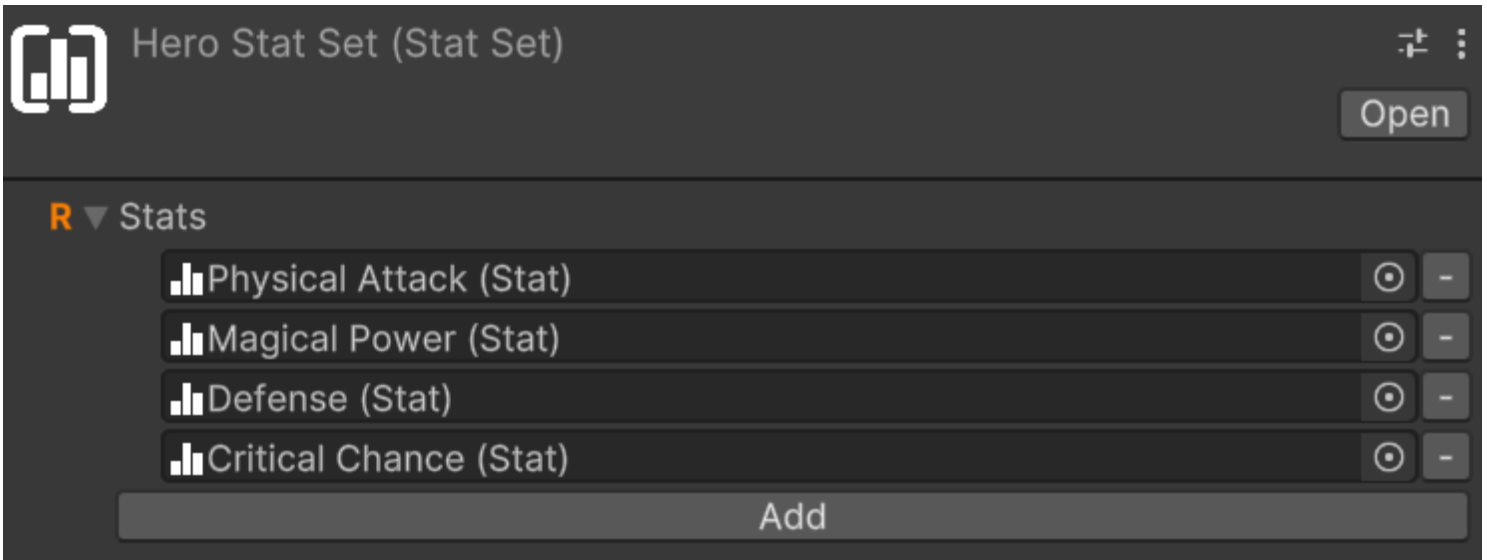 Hero Stat Set (Stat Set)
Open
R Stats
Physical Attack (Stat)
-
Magical Power (Stat)
-
Defense (Stat)
-
Critical Chance (Stat)
-
Add